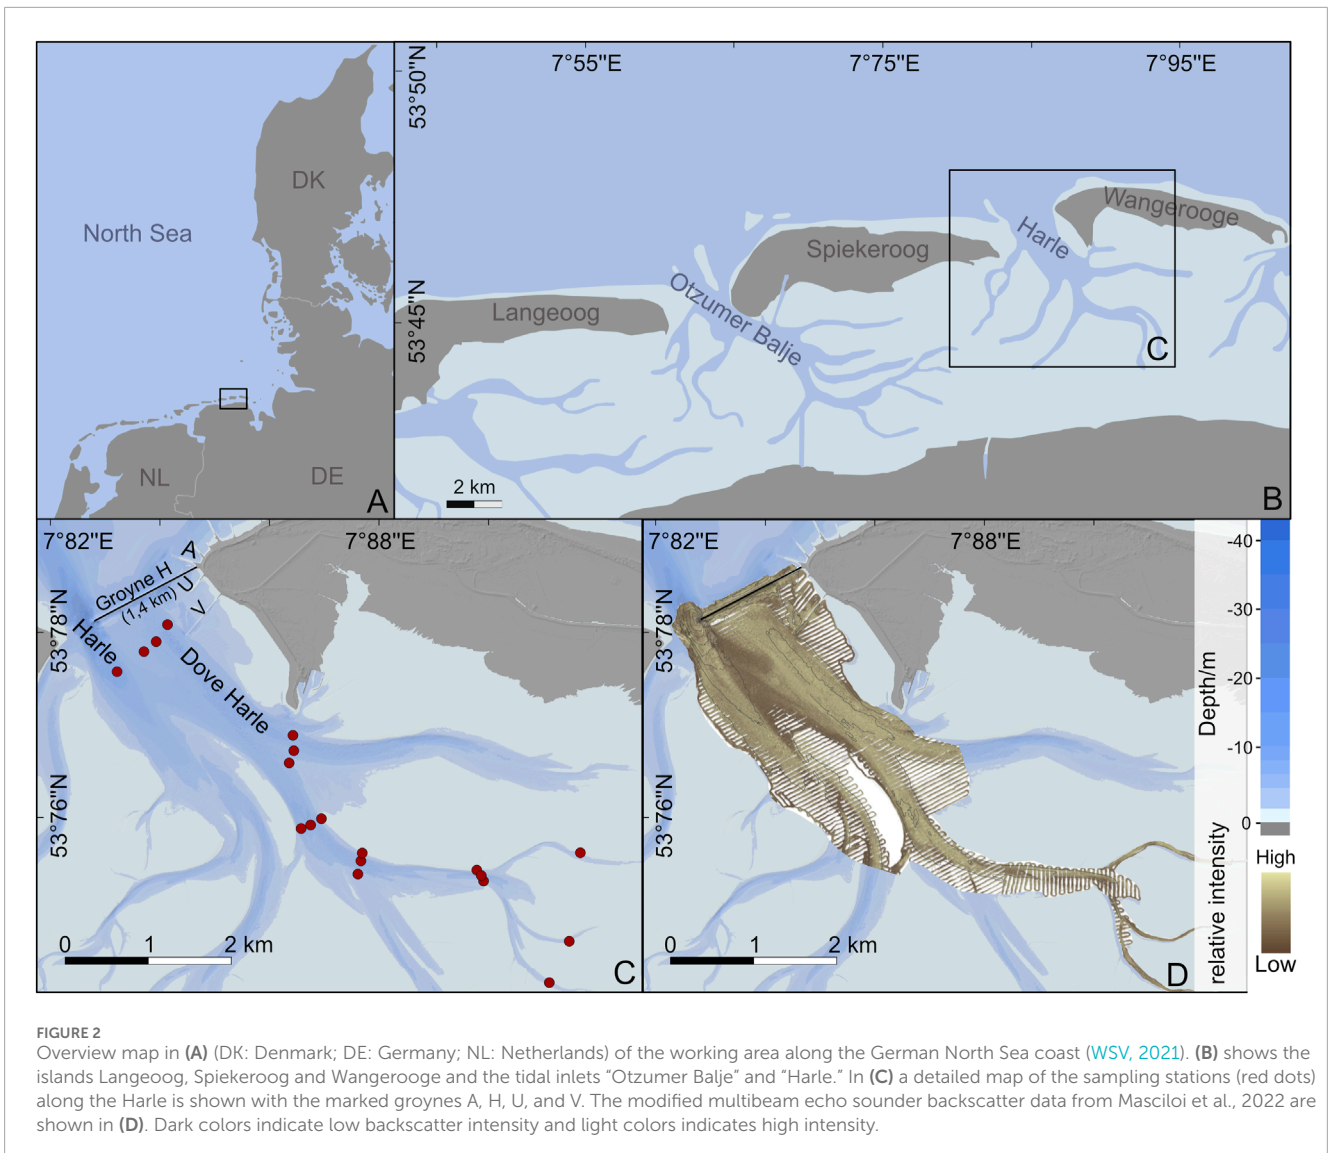 North Sea
DK
NL
DE
A
7°55"E
7°75"E
7°95"E
53°50"N
53°45"N
Langeoog
Otzumer Balje
Spiekeroog
Harle
Wangerooge
C
2 km
B
7°82"E
7°88"E
53°78"N
53°76"N
A
Groyne H
(1,4 km)
U
V
Harle
Dove Harle
0 1 2 km
C
7°82"E
7°88"E
53°78"N
53°76"N
0 1 2 km
D
Depth/m
-40
-30
-20
-10
0
relative intensity
High
Low
FIGURE 2
Overview map in (A) (DK: Denmark; DE: Germany; NL: Netherlands) of the working area along the German North Sea coast (WSV, 2021). (B) shows the
islands Langeoog, Spiekeroog and Wangerooge and the tidal inlets “Otzumer Balje” and “Harle.” In (C) a detailed map of the sampling stations (red dots)
along the Harle is shown with the marked groynes A, H, U, and V. The modified multibeam echo sounder backscatter data from Masciloi et al., 2022 are
shown in (D). Dark colors indicate low backscatter intensity and light colors indicates high intensity.